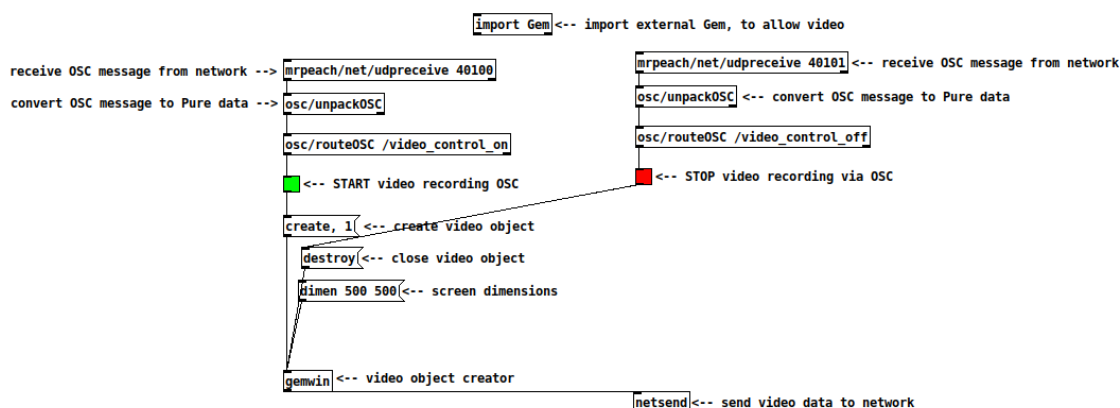 import Gem <-- import external Gem, to allow video
receive OSC message from network --> mrpeach/net/udpreceive 40100
mrpeach/net/udpreceive 40101 <-- receive OSC message from network
convert OSC message to Pure data --> osc/unpackOSC
osc/unpackOSC <-- convert OSC message to Pure data
osc/routeOSC /video_control_on
osc/routeOSC /video_control_off
<-- START video recording OSC
<-- STOP video recording via OSC
create, 1 <-- create video object
destroy <-- close video object
dimen 500 500 <-- screen dimensions
gemwin <-- video object creator
netsend <-- send video data to network